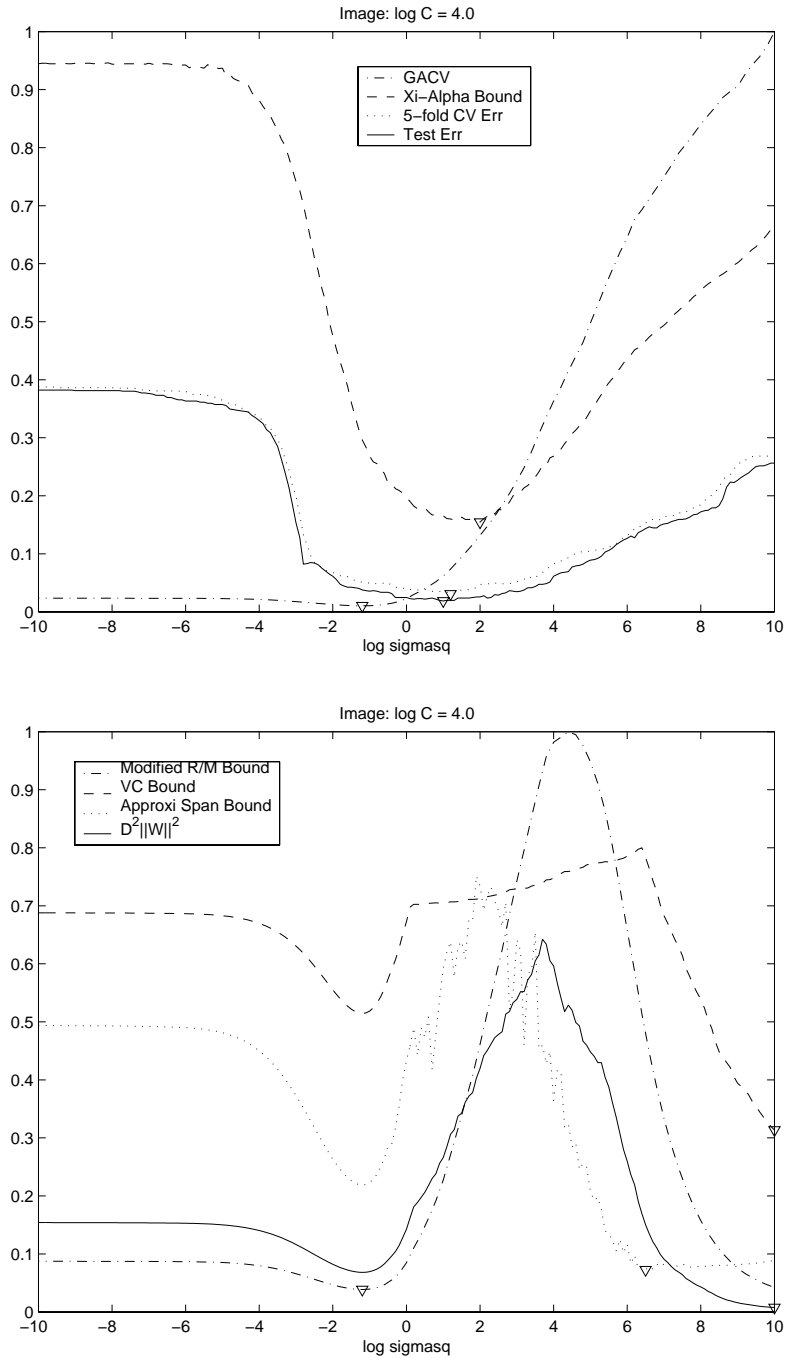 Image: log C = 4.0
1
0.9
0.8
0.7
0.6
0.5
0.4
0.3
0.2
0.1
0
GACV
Xi−Alpha Bound
5−fold CV Err
Test Err
−10 −8 −6 −4 −2 0 2 4 6 8 10
log sigmasq
Image: log C = 4.0
1
0.9
0.8
0.7
0.6
0.5
0.4
0.3
0.2
0.1
0
Modified R/M Bound
VC Bound
Approxi Span Bound
D²||W||²
−10 −8 −6 −4 −2 0 2 4 6 8 10
log sigmasq